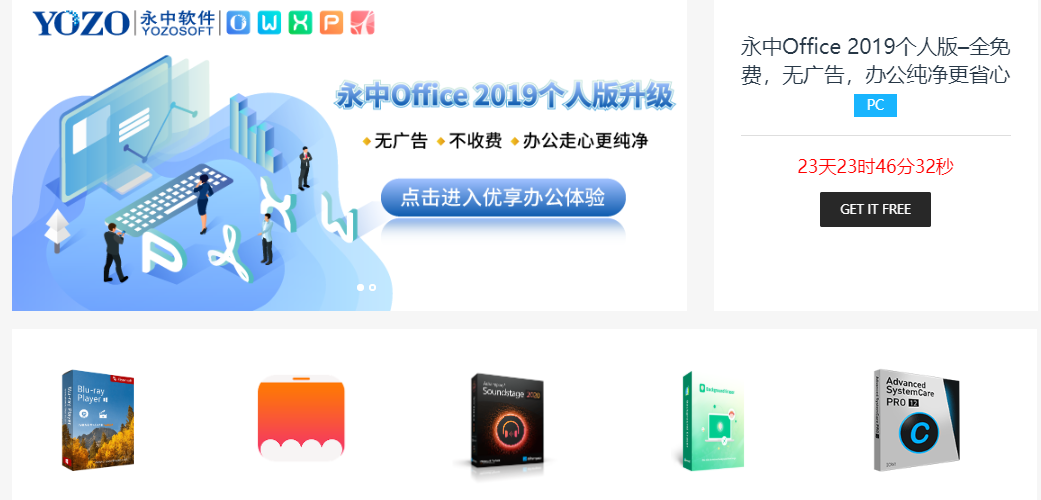 YOZO 永中软件
YOZOSOFT
永中Office 2019个人版升级
无广告 不收费 办公走心更纯净
点击进入优享办公体验
永中Office 2019个人版–全免
费，无广告，办公纯净更省心
PC
23天23时46分32秒
GET IT FREE
Blu-ray
Player
Soundstage 2020
Advanced
SystemCare
PRO 12